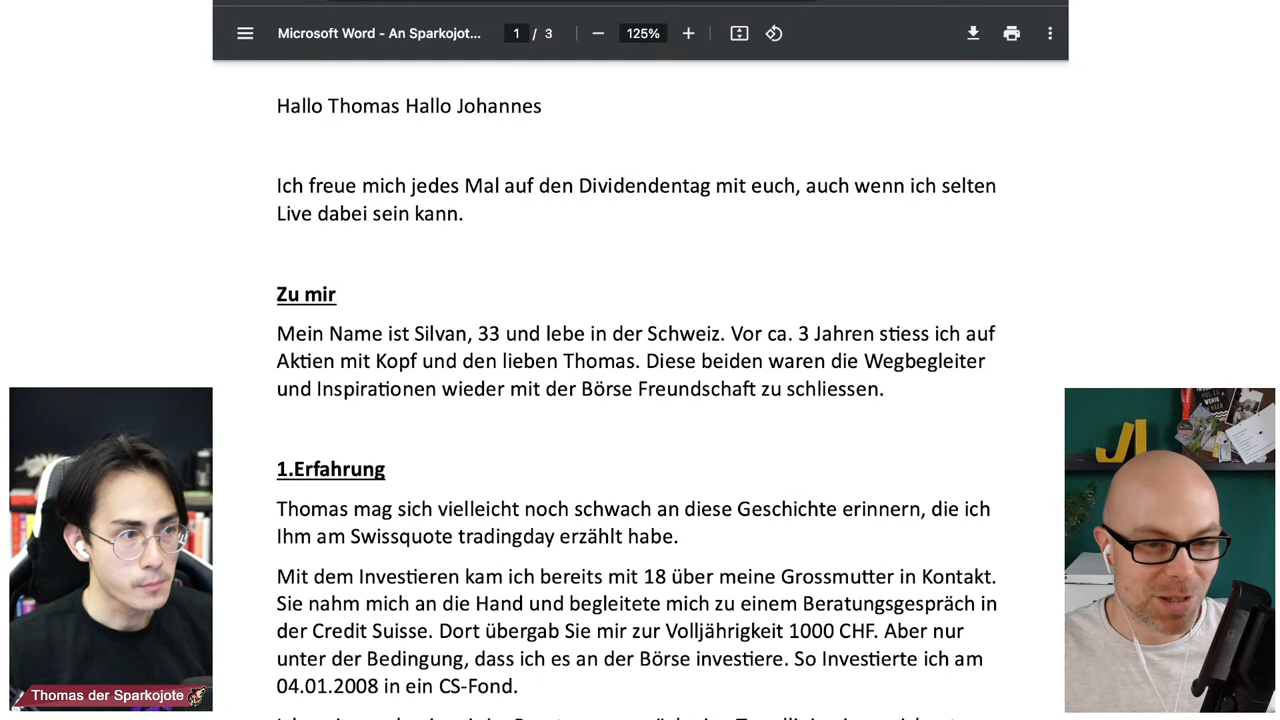 Microsoft Word - An Sparkojot...
1 / 3
125%
Hallo Thomas Hallo Johannes
Ich freue mich jedes Mal auf den Dividendentag mit euch, auch wenn ich selten
Live dabei sein kann.
Zu mir
Mein Name ist Silvan, 33 und lebe in der Schweiz. Vor ca. 3 Jahren stiess ich auf
Aktien mit Kopf und den lieben Thomas. Diese beiden waren die Wegbegleiter
und Inspirationen wieder mit der Börse Freundschaft zu schliessen.
1.Erfahrung
Thomas mag sich vielleicht noch schwach an diese Geschichte erinnern, die ich
Ihm am Swissquote tradingday erzählt habe.
Mit dem Investieren kam ich bereits mit 18 über meine Grossmutter in Kontakt.
Sie nahm mich an die Hand und begleitete mich zu einem Beratungsgespräch in
der Credit Suisse. Dort übergab Sie mir zur Volljährigkeit 1000 CHF. Aber nur
unter der Bedingung, dass ich es an der Börse investiere. So Investierte ich am
04.01.2008 in ein CS-Fond.
Thomas der Sparkojote